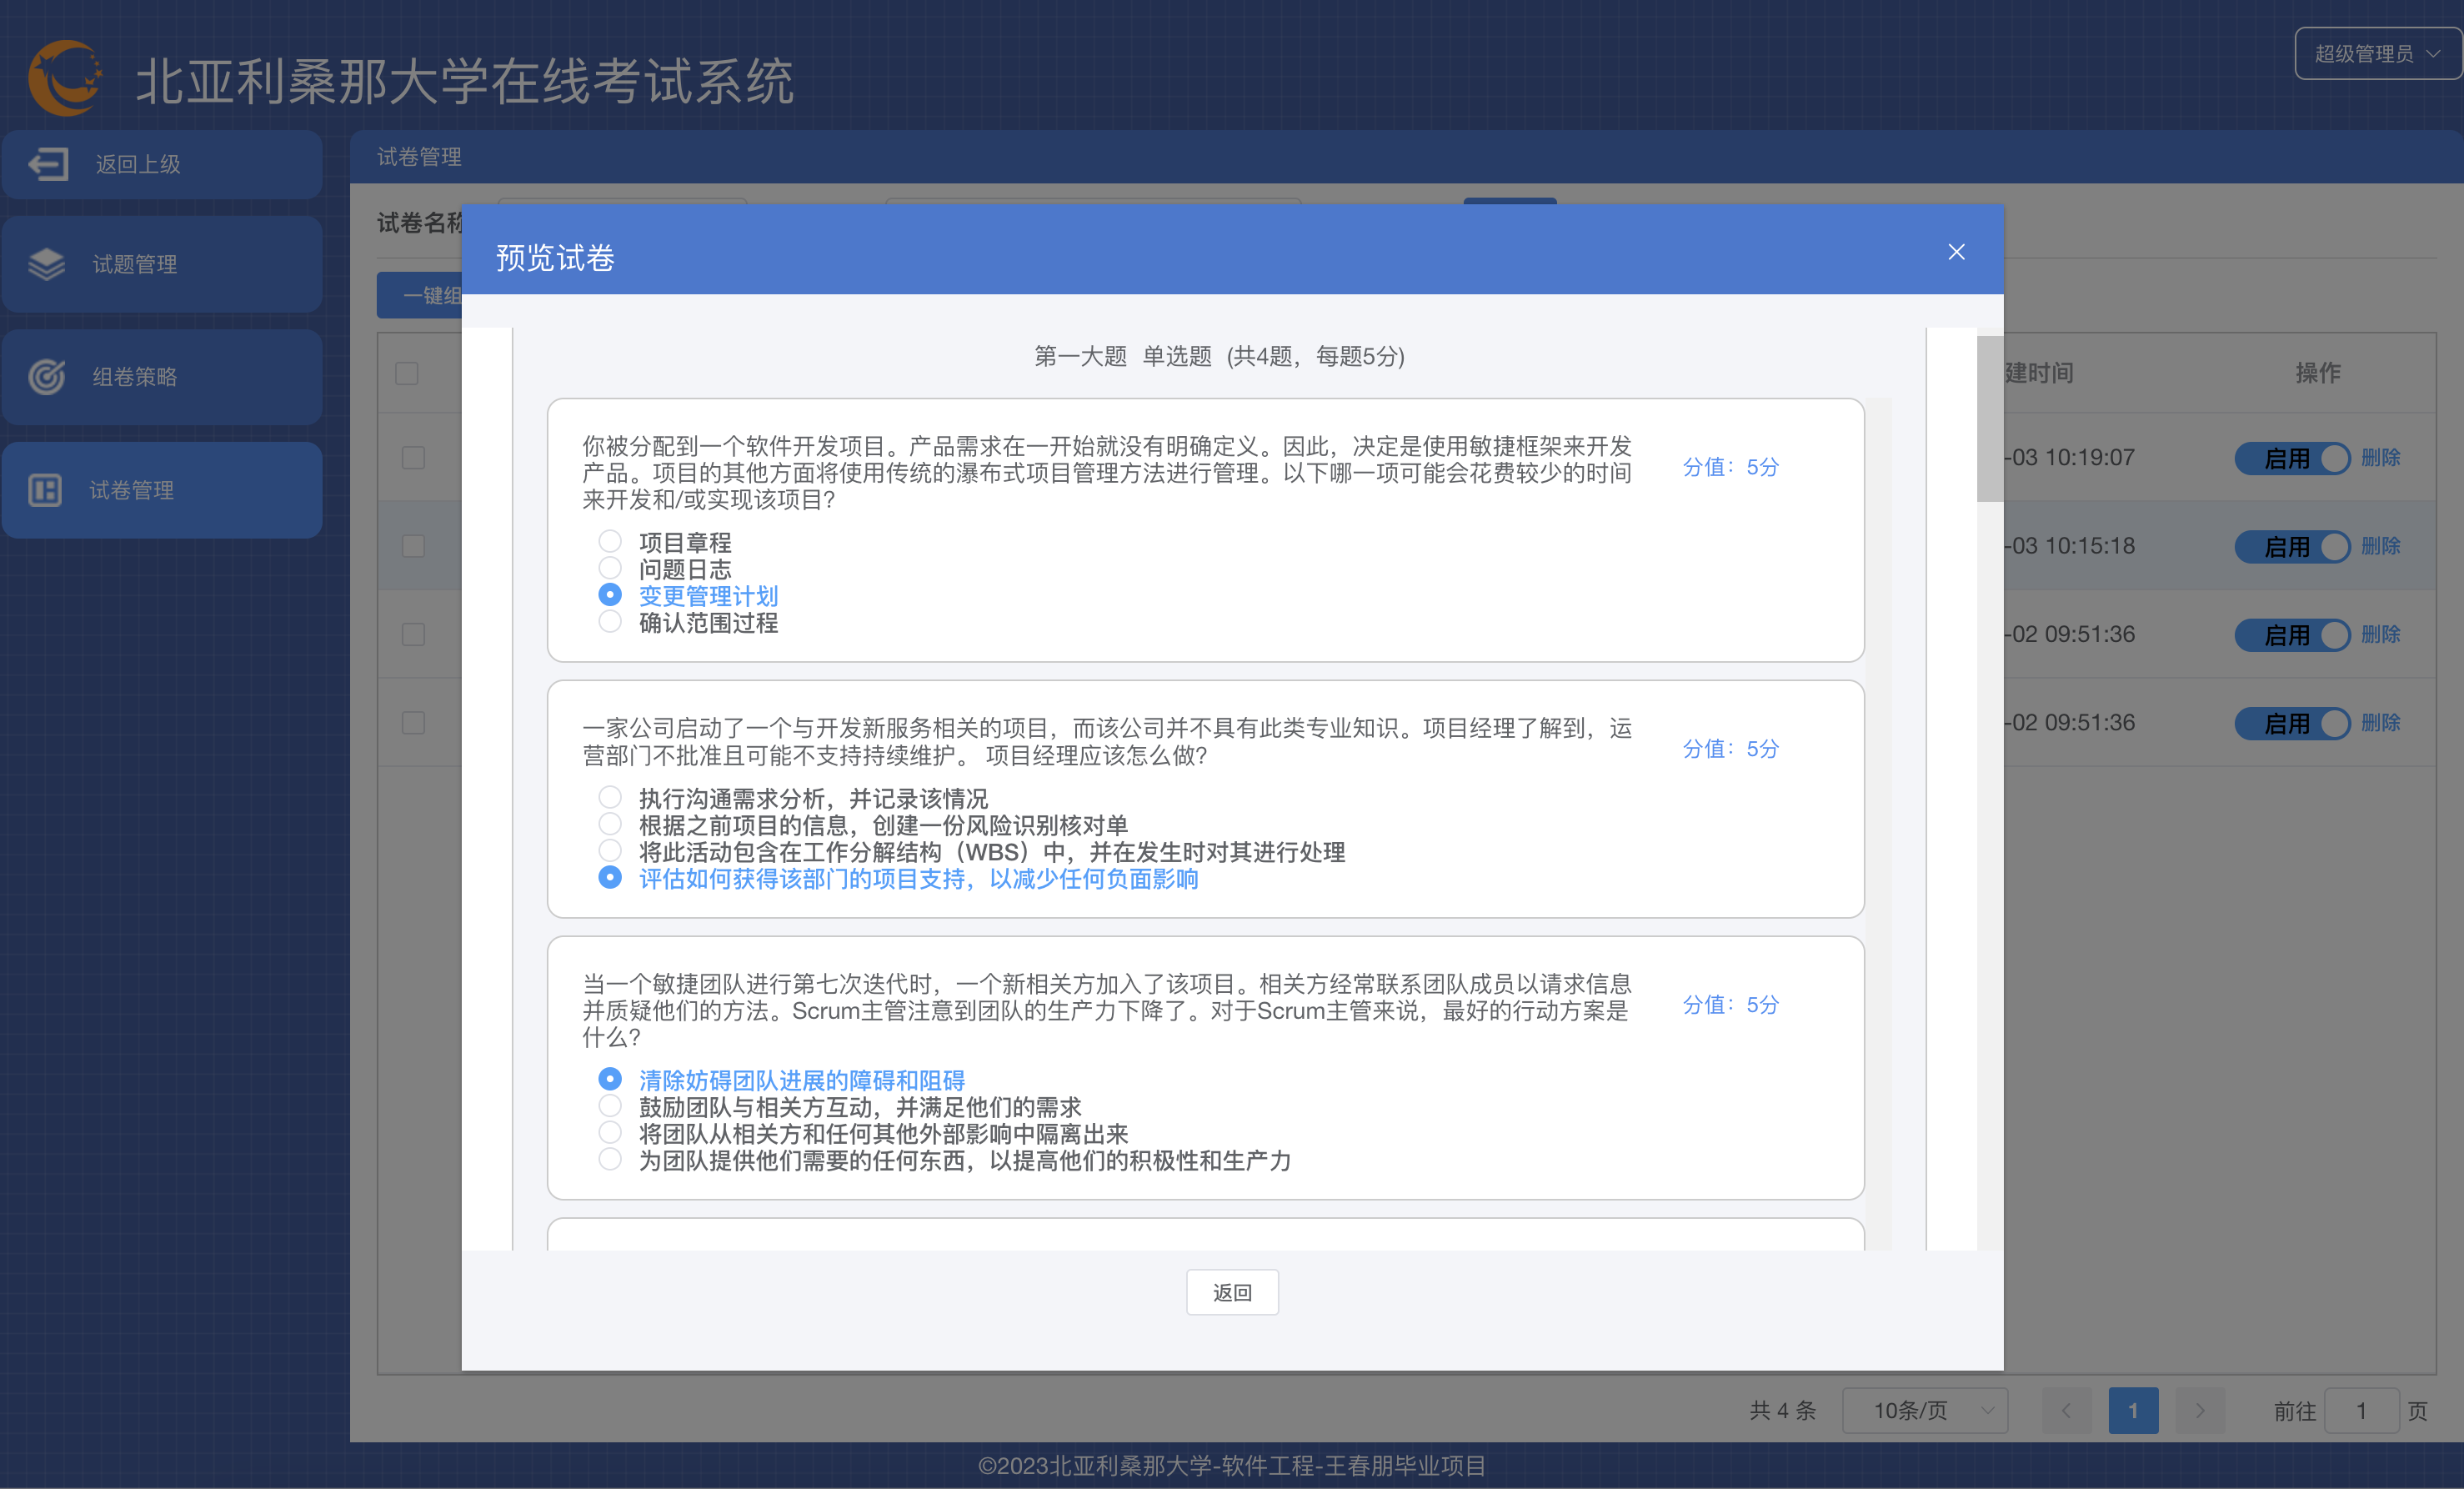 北亚利桑那大学在线考试系统
超级管理员
返回上级
试题管理
组卷策略
试卷管理
试卷管理
试卷名称
一键组
建时间
操作
-03 10:19:07
启用
删除
-03 10:15:18
启用
删除
-02 09:51:36
启用
删除
-02 09:51:36
启用
删除
预览试卷
第一大题 单选题 (共4题，每题5分)
你被分配到一个软件开发项目。产品需求在一开始就没有明确定义。因此，决定是使用敏捷框架来开发
产品。项目的其他方面将使用传统的瀑布式项目管理方法进行管理。以下哪一项可能会花费较少的时间
来开发和/或实现该项目?
分值：5分
项目章程
问题日志
变更管理计划
确认范围过程
一家公司启动了一个与开发新服务相关的项目，而该公司并不具有此类专业知识。项目经理了解到，运
营部门不批准且可能不支持持续维护。 项目经理应该怎么做?
分值：5分
执行沟通需求分析，并记录该情况
根据之前项目的信息，创建一份风险识别核对单
将此活动包含在工作分解结构（WBS）中，并在发生时对其进行处理
评估如何获得该部门的项目支持，以减少任何负面影响
当一个敏捷团队进行第七次迭代时，一个新相关方加入了该项目。相关方经常联系团队成员以请求信息
并质疑他们的方法。Scrum主管注意到团队的生产力下降了。对于Scrum主管来说，最好的行动方案是
什么?
分值：5分
清除妨碍团队进展的障碍和阻碍
鼓励团队与相关方互动，并满足他们的需求
将团队从相关方和任何其他外部影响中隔离出来
为团队提供他们需要的任何东西，以提高他们的积极性和生产力
返回
共 4 条
10条/页
1
前往
1
页
©2023北亚利桑那大学-软件工程-王春朋毕业项目